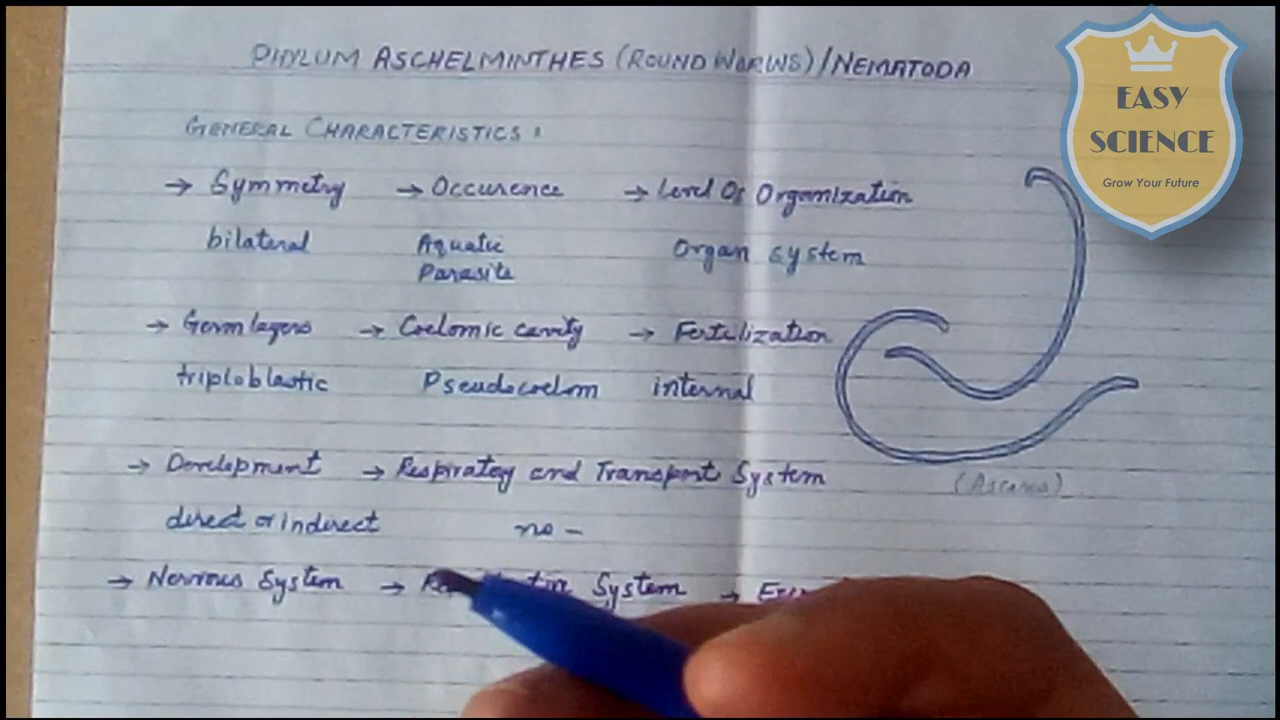 PHYLUM ASCHELMINTHES (ROUND WORWS)/NEMATODA
EASY
SCIENCE
Grow Your Future
GENERAL CHARACTERISTICS:
→ Symmetry → Occurence → Level Of Organization
bilateral Aquatic Organ system
Parasite
→ Germ layers → Coelomic cavity → Fertilization
triploblastic Pseudocoelom internal
→ Development → Respiratory and Transport System
direct or indirect no -
(Ascaris)
→ Nervious System → System →